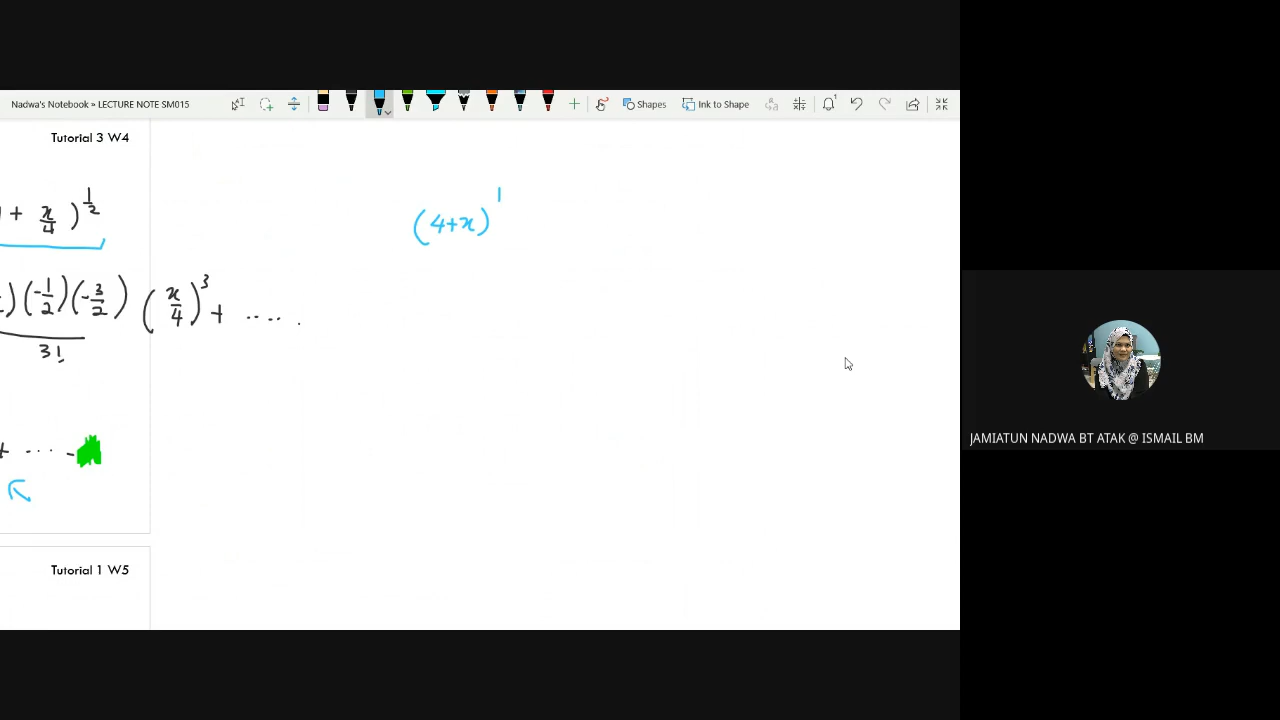 Nadwa's Notebook » LECTURE NOTE SM015
Shapes
Ink to Shape
1
Tutorial 3 W4
+ x/4 )^1/2
(4+x)^1
)(-1/2)(-3/2) (x/4)^3 + .....
3!
+ ... -
Tutorial 1 W5
JAMIATUN NADWA BT ATAK @ ISMAIL BM